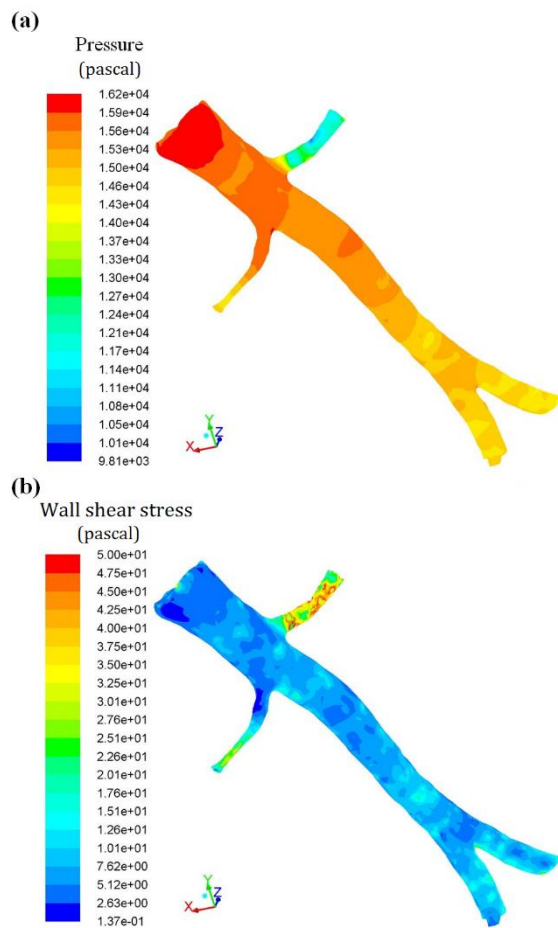 (a)
Pressure
(pascal)
1.62e+04
1.59e+04
1.56e+04
1.53e+04
1.50e+04
1.46e+04
1.43e+04
1.40e+04
1.37e+04
1.33e+04
1.30e+04
1.27e+04
1.24e+04
1.21e+04
1.17e+04
1.14e+04
1.11e+04
1.08e+04
1.05e+04
1.01e+04
9.81e+03
Y
Z
X
(b)
Wall shear stress
(pascal)
5.00e+01
4.75e+01
4.50e+01
4.25e+01
4.00e+01
3.75e+01
3.50e+01
3.25e+01
3.01e+01
2.76e+01
2.51e+01
2.26e+01
2.01e+01
1.76e+01
1.51e+01
1.26e+01
1.01e+01
7.62e+00
5.12e+00
2.63e+00
1.37e-01
Y
Z
X